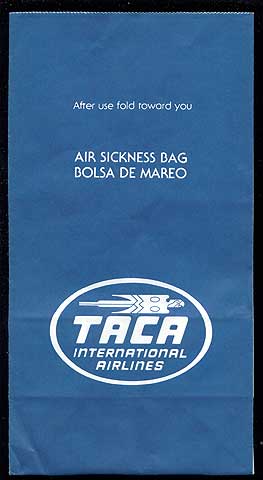 After use fold toward you
AIR SICKNESS BAG
BOLSA DE MAREO
TACA
INTERNATIONAL
AIRLINES